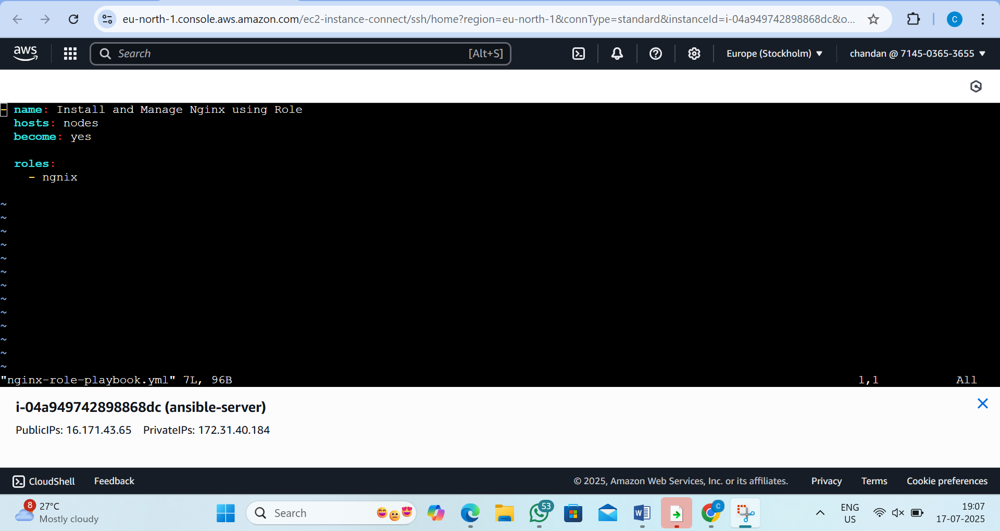 eu-north-1.console.aws.amazon.com/ec2-instance-connect/ssh/home?region=eu-north-1&connType=standard&instanceId=i-04a949742898868dc&o...
C
aws
Search
[Alt+S]
Europe (Stockholm)
chandan @ 7145-0365-3655
- name: Install and Manage Nginx using Role
hosts: nodes
become: yes
roles:
- ngnix
~
~
~
~
~
~
~
~
~
~
~
~
~
"nginx-role-playbook.yml" 7L, 96B
1,1
All
i-04a949742898868dc (ansible-server)
PublicIPs: 16.171.43.65 PrivateIPs: 172.31.40.184
CloudShell
Feedback
© 2025, Amazon Web Services, Inc. or its affiliates.
Privacy
Terms
Cookie preferences
8
27°C
Mostly cloudy
Search
53
W
C
ENG
US
19:07
17-07-2025